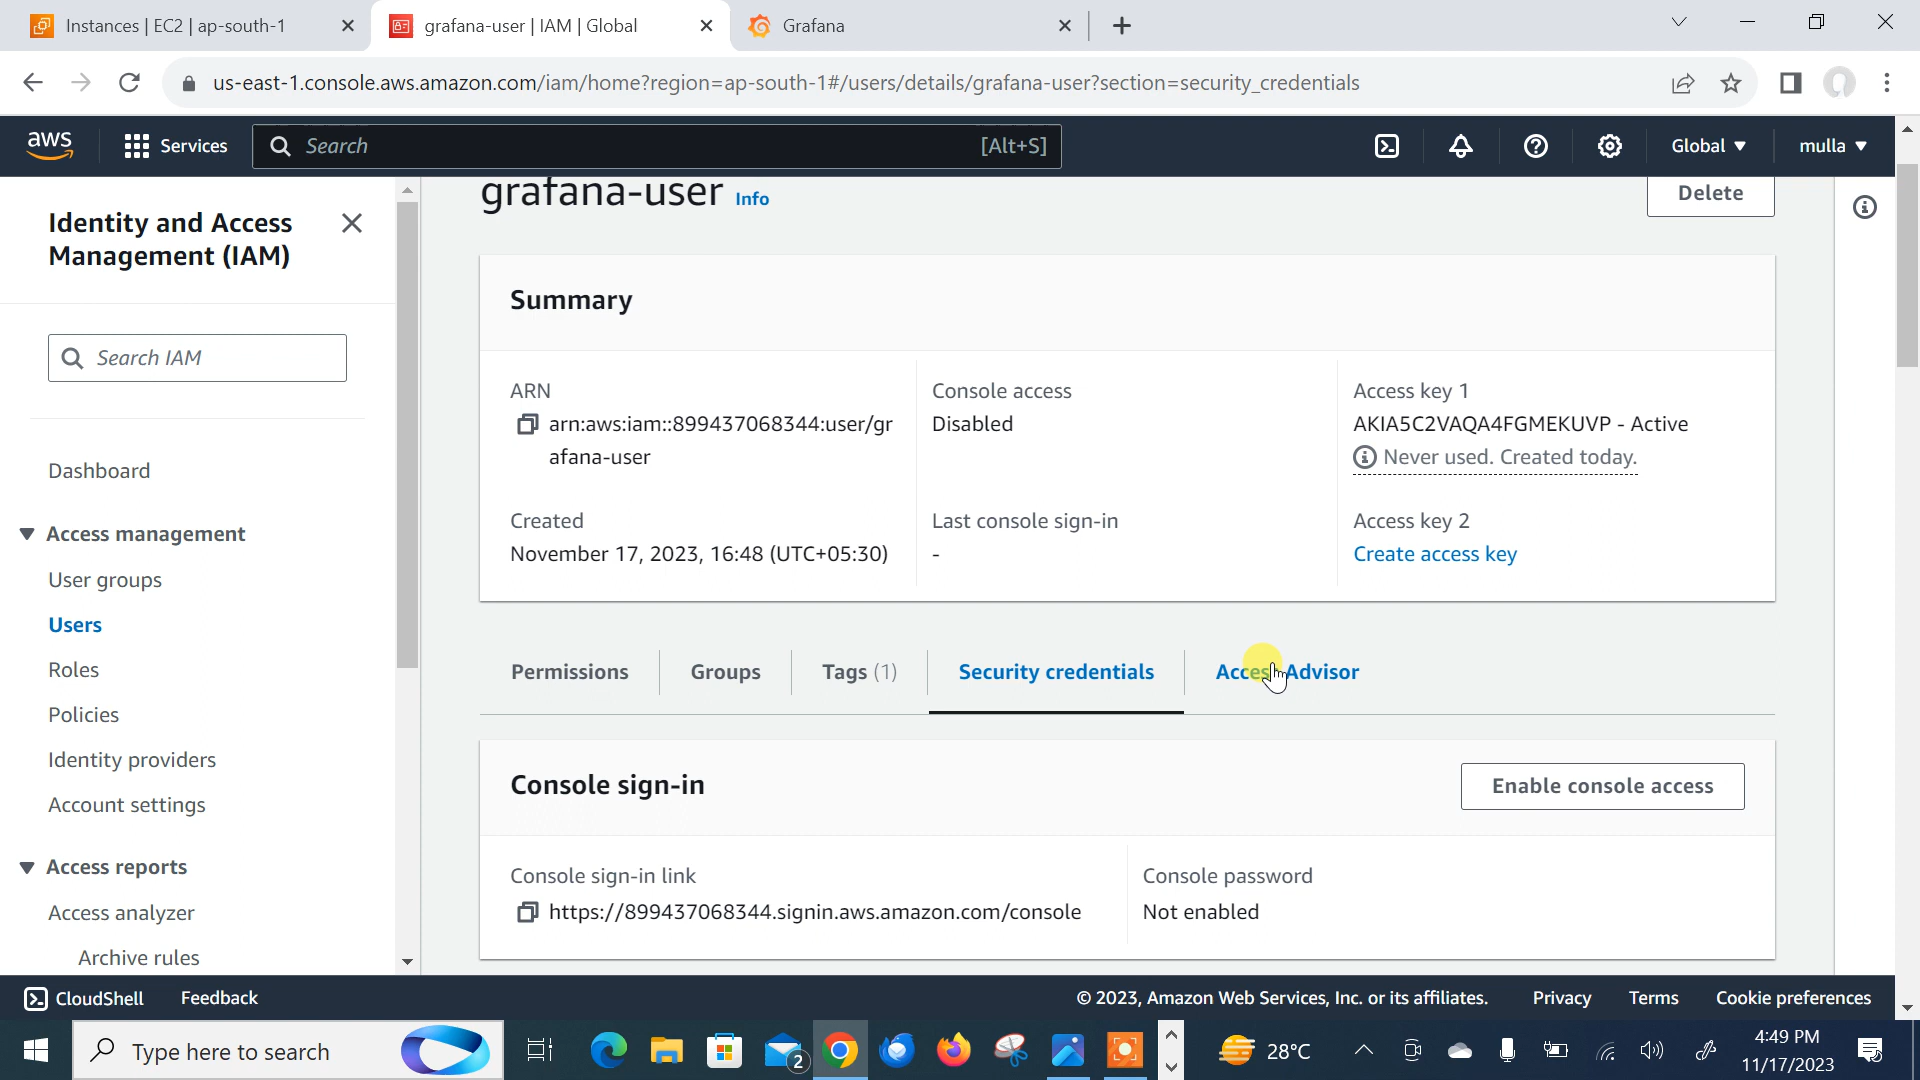 Instances | EC2 | ap-south-1
grafana-user | IAM | Global
Grafana
us-east-1.console.aws.amazon.com/iam/home?region=ap-south-1#/users/details/grafana-user?section=security_credentials
aws
Services
Search
[Alt+S]
Global
mulla
Identity and Access
Management (IAM)
Search IAM
Dashboard
Access management
User groups
Users
Roles
Policies
Identity providers
Account settings
Access reports
Access analyzer
Archive rules
grafana-user Info
Delete
Summary
ARN
arn:aws:iam::899437068344:user/gr
afana-user
Console access
Disabled
Access key 1
AKIA5C2VAQA4FGMEKUVP - Active
Never used. Created today.
Created
November 17, 2023, 16:48 (UTC+05:30)
Last console sign-in
-
Access key 2
Create access key
Permissions
Groups
Tags (1)
Security credentials
Access Advisor
Console sign-in
Enable console access
Console sign-in link
https://899437068344.signin.aws.amazon.com/console
Console password
Not enabled
CloudShell
Feedback
© 2023, Amazon Web Services, Inc. or its affiliates.
Privacy
Terms
Cookie preferences
Type here to search
2
28°C
4:49 PM
11/17/2023